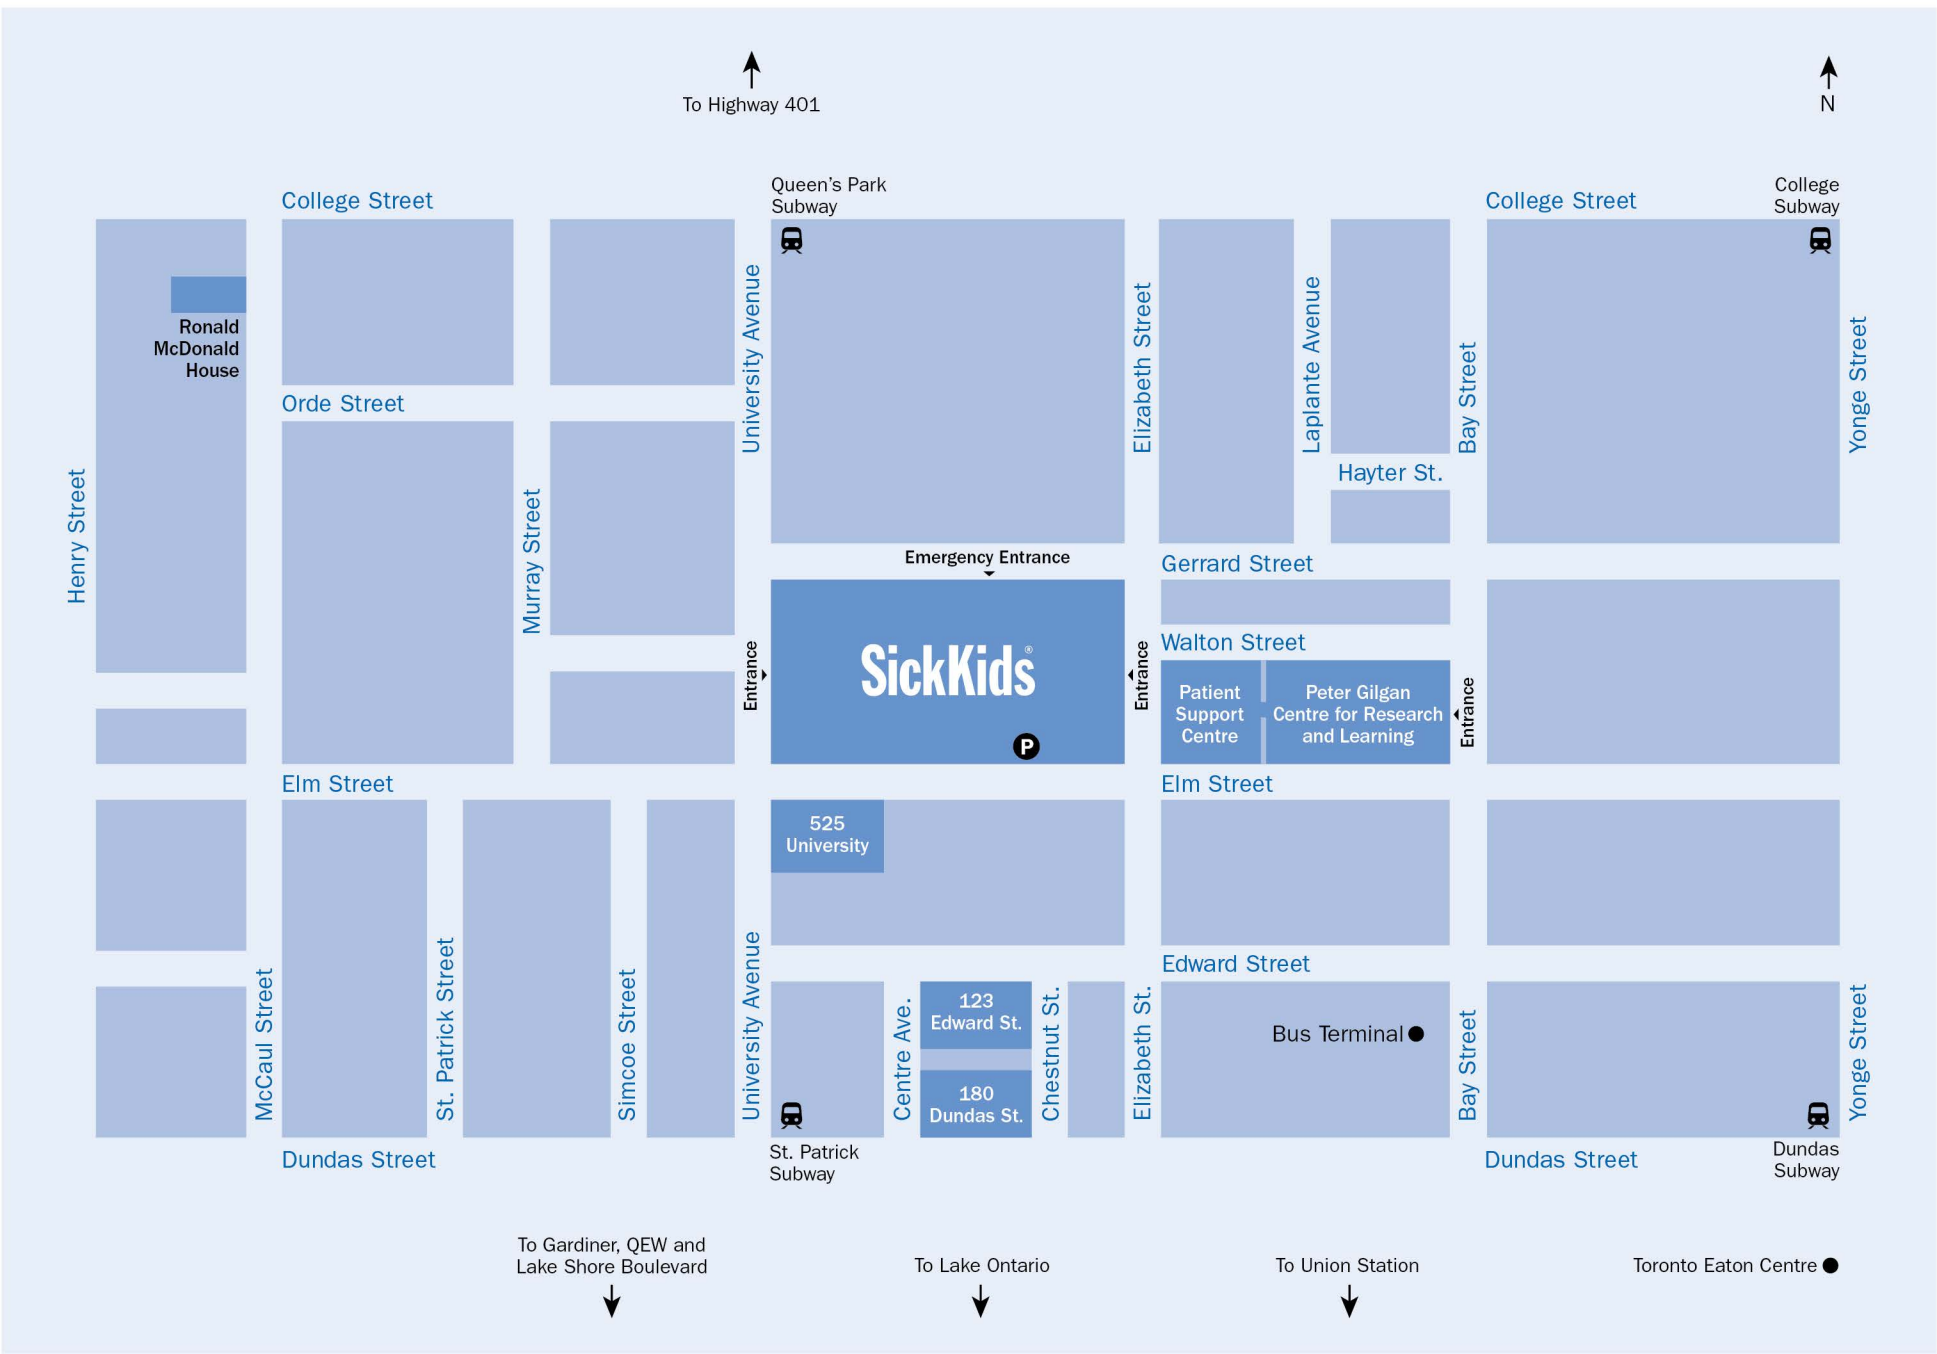 To Highway 401
N
College Street
Queen's Park
Subway
College Street
College
Subway
Ronald
McDonald
House
University Avenue
Elizabeth Street
Laplante Avenue
Bay Street
Yonge Street
Orde Street
Hayter St.
Henry Street
Murray Street
Emergency Entrance
Gerrard Street
Walton Street
Entrance
SickKids®
Entrance
Patient
Support
Centre
Peter Gilgan
Centre for Research
and Learning
Entrance
P
Elm Street
Elm Street
525
University
Edward Street
McCaul Street
St. Patrick Street
Simcoe Street
University Avenue
Centre Ave.
123
Edward St.
180
Dundas St.
Chestnut St.
Elizabeth St.
Bus Terminal
Bay Street
Yonge Street
Dundas Street
St. Patrick
Subway
Dundas Street
Dundas
Subway
To Gardiner, QEW and
Lake Shore Boulevard
To Lake Ontario
To Union Station
Toronto Eaton Centre